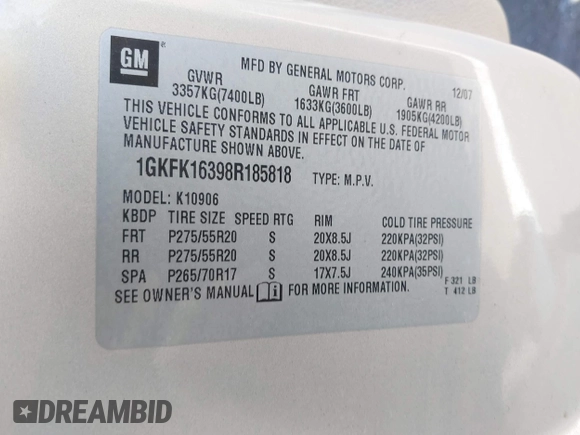 GM
MFD BY GENERAL MOTORS CORP.
12/07
GVWR GAWR FRT GAWR RR
3357KG(7400LB) 1633KG(3600LB) 1905KG(4200LB)
THIS VEHICLE CONFORMS TO ALL APPLICABLE U.S. FEDERAL MOTOR
VEHICLE SAFETY STANDARDS IN EFFECT ON THE DATE OF
MANUFACTURE SHOWN ABOVE.
1GKFK16398R185818 TYPE: M.P.V.
MODEL: K10906
KBDP TIRE SIZE SPEED RTG RIM COLD TIRE PRESSURE
FRT P275/55R20 S 20X8.5J 220KPA(32PSI)
RR P275/55R20 S 20X8.5J 220KPA(32PSI)
SPA P265/70R17 S 17X7.5J 240KPA(35PSI)
SEE OWNER'S MANUAL FOR MORE INFORMATION.
F 321 LB
T 412 LB
DREAMBID